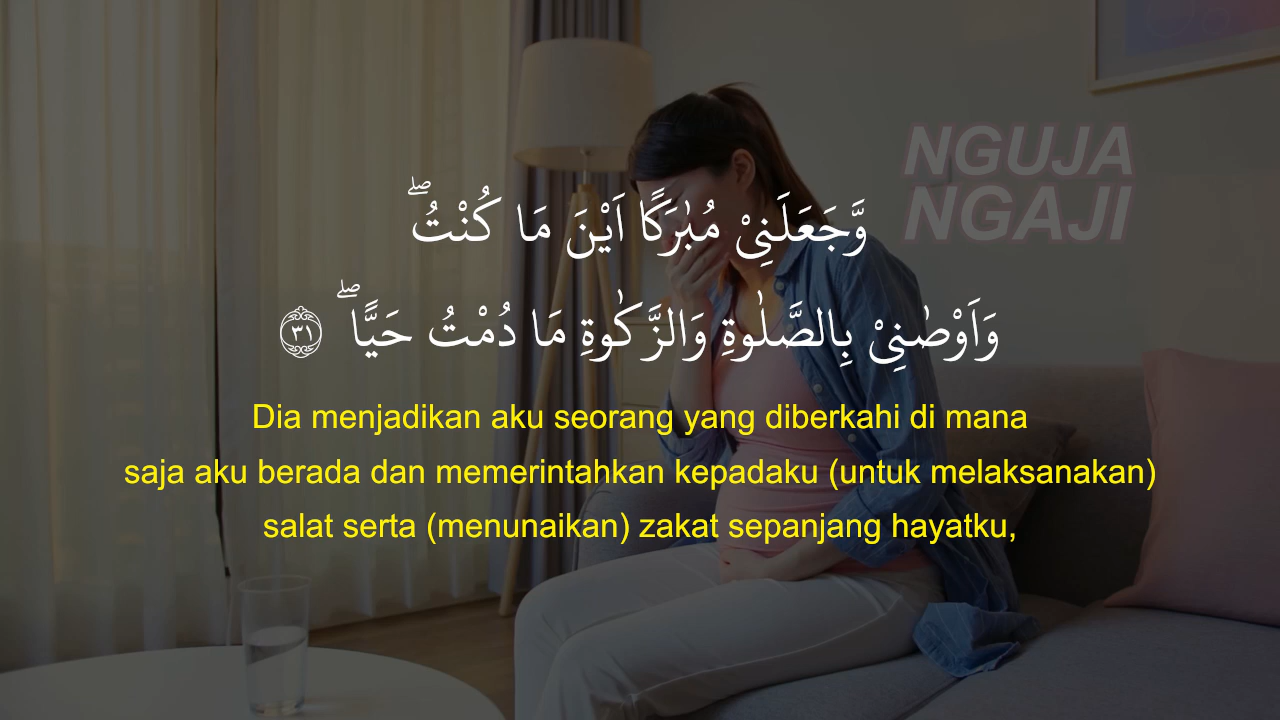 NGUJA
NGAJI
وَّجَعَلَنِيْ مُبٰرَكًا اَيْنَ مَا كُنْتُۖ
وَاَوْصٰنِيْ بِالصَّلٰوةِ وَالزَّكٰوةِ مَا دُمْتُ حَيًّاۖ ۝٣١
Dia menjadikan aku seorang yang diberkahi di mana
saja aku berada dan memerintahkan kepadaku (untuk melaksanakan)
salat serta (menunaikan) zakat sepanjang hayatku,